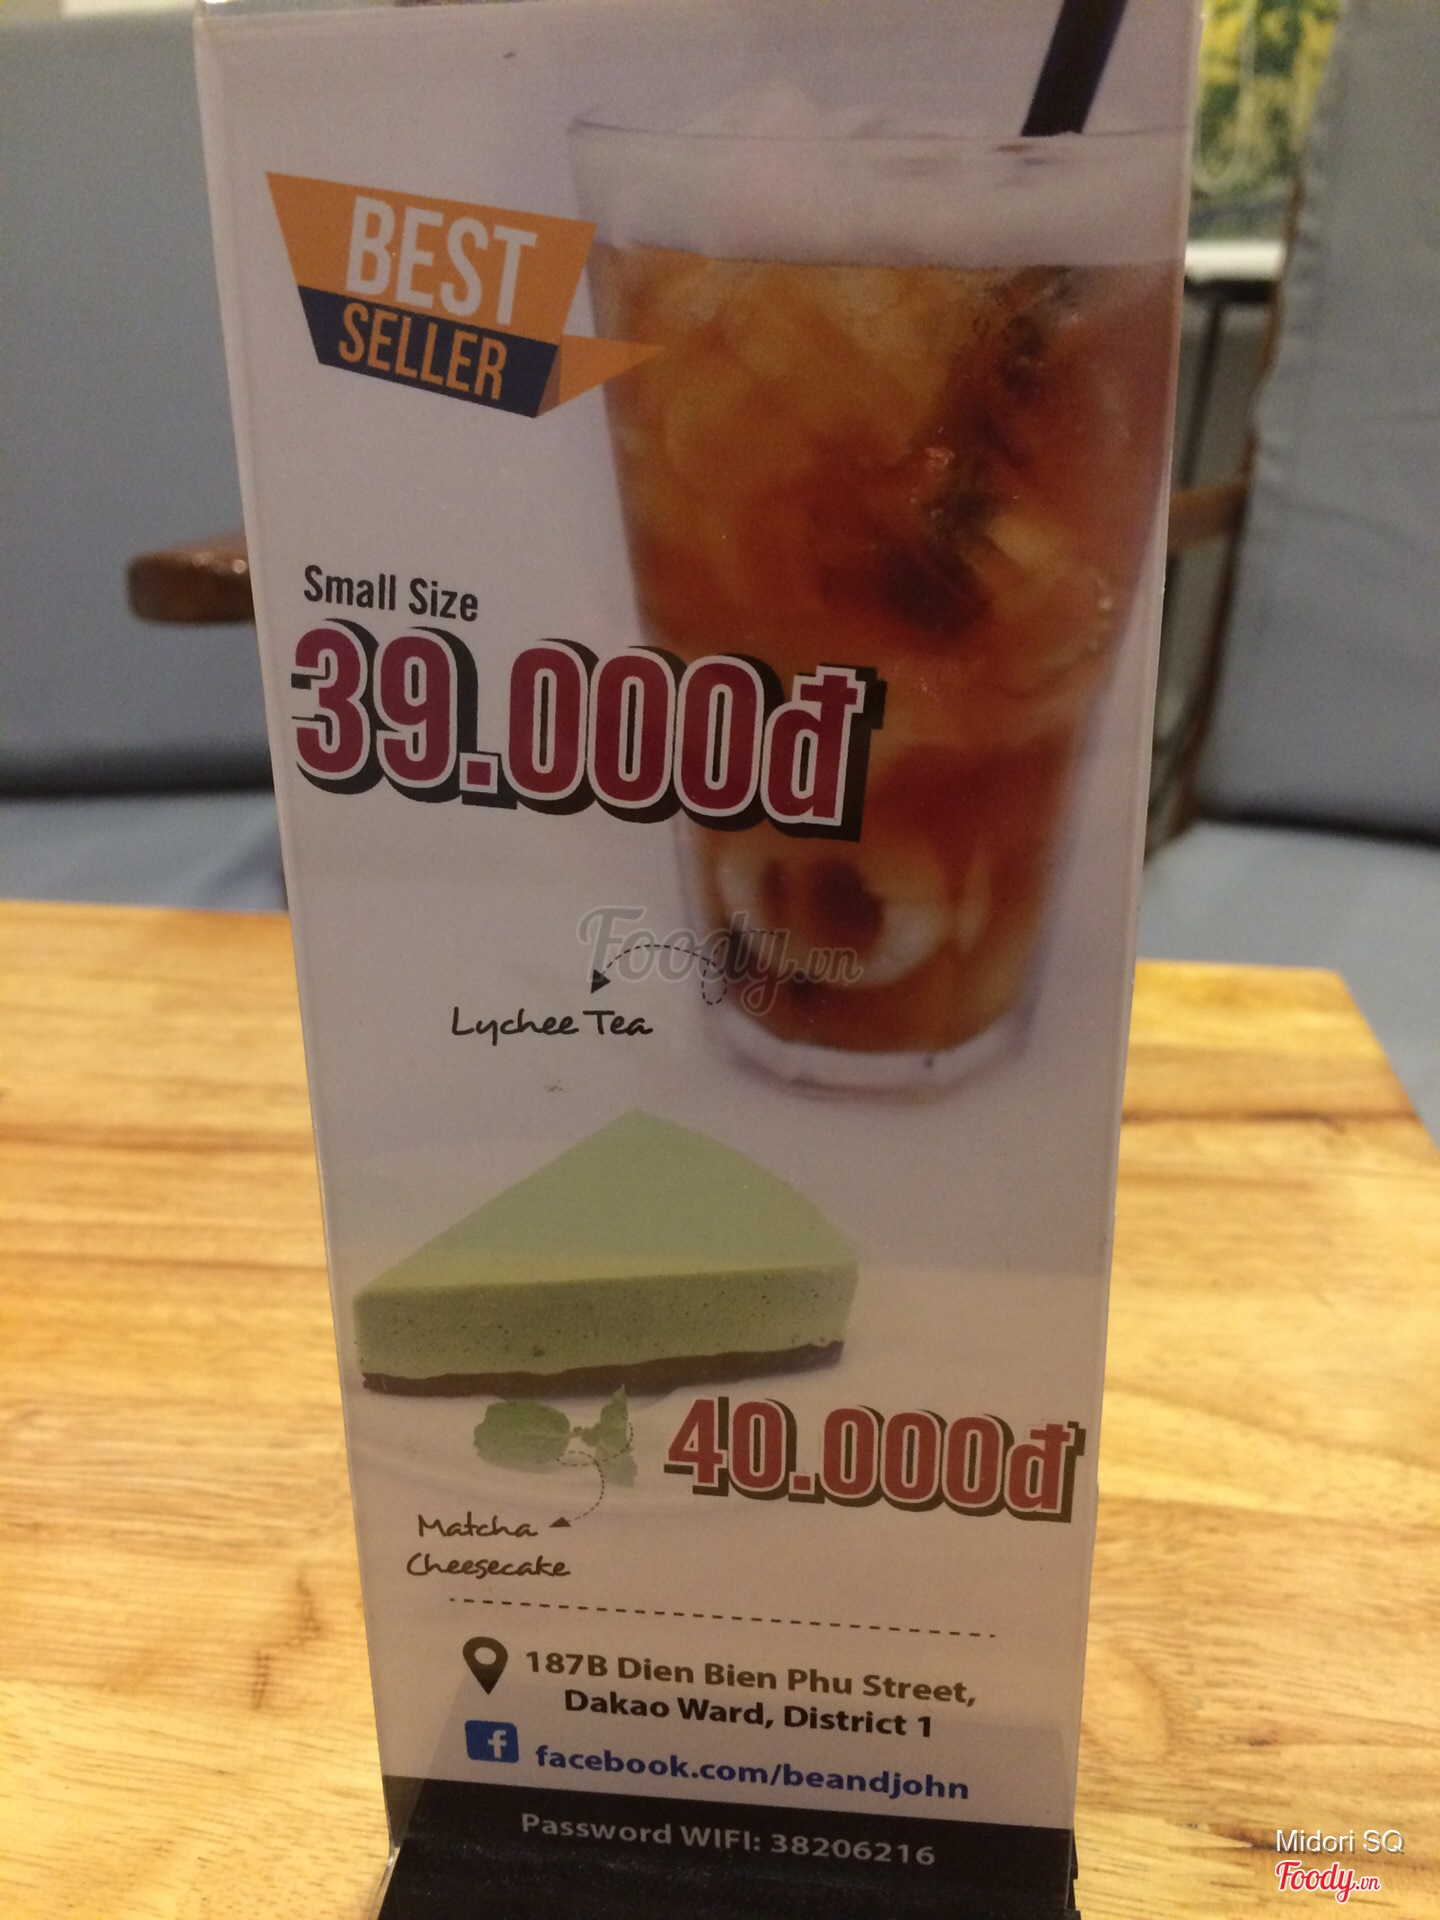 BEST
SELLER
Small Size
39.000đ
Foody.vn
Lychee Tea
40.000đ
Matcha
Cheesecake
187B Dien Bien Phu Street,
Dakao Ward, District 1
facebook.com/beandjohn
Password WIFI: 38206216
Midori SQ
Foody.vn